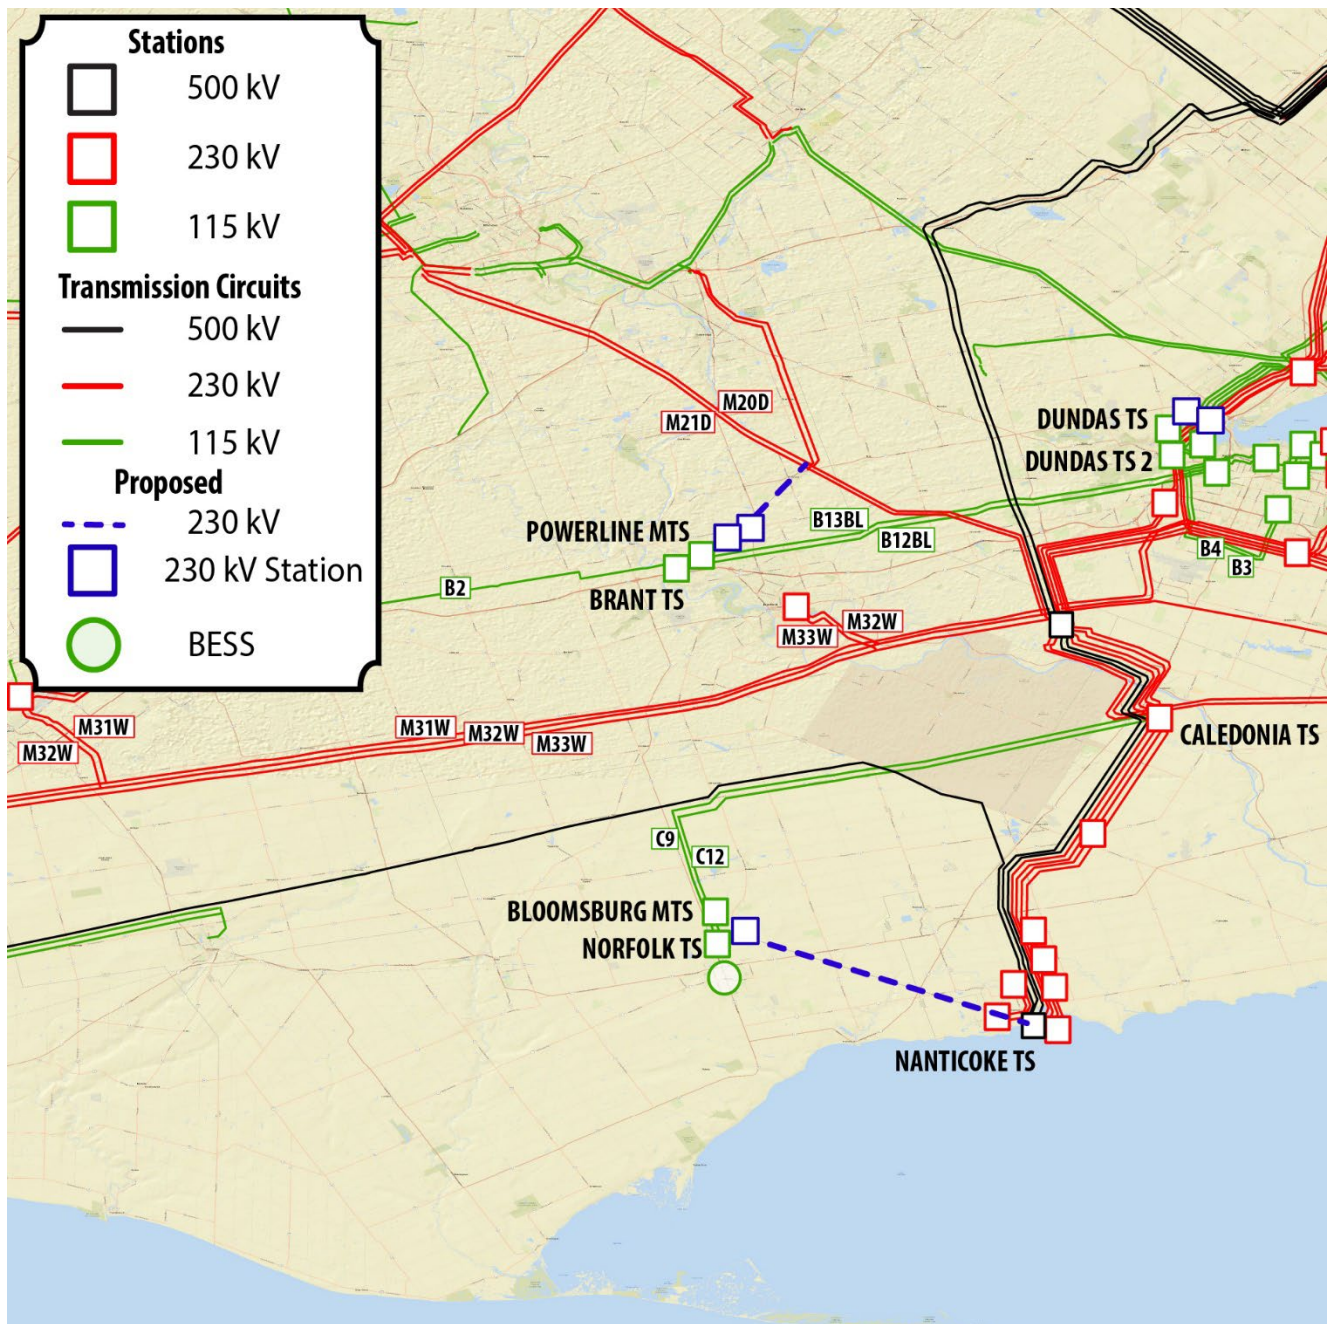 Stations
500 kV
230 kV
115 kV
Transmission Circuits
500 kV
230 kV
115 kV
Proposed
230 kV
230 kV Station
BESS
M20D
M21D
DUNDAS TS
DUNDAS TS 2
B13BL
POWERLINE MTS
B12BL
B4
B3
B2
BRANT TS
M32W
M33W
M31W
M31W
M32W
M33W
M32W
CALEDONIA TS
C9
C12
BLOOMSBURG MTS
NORFOLK TS
NANTICOKE TS